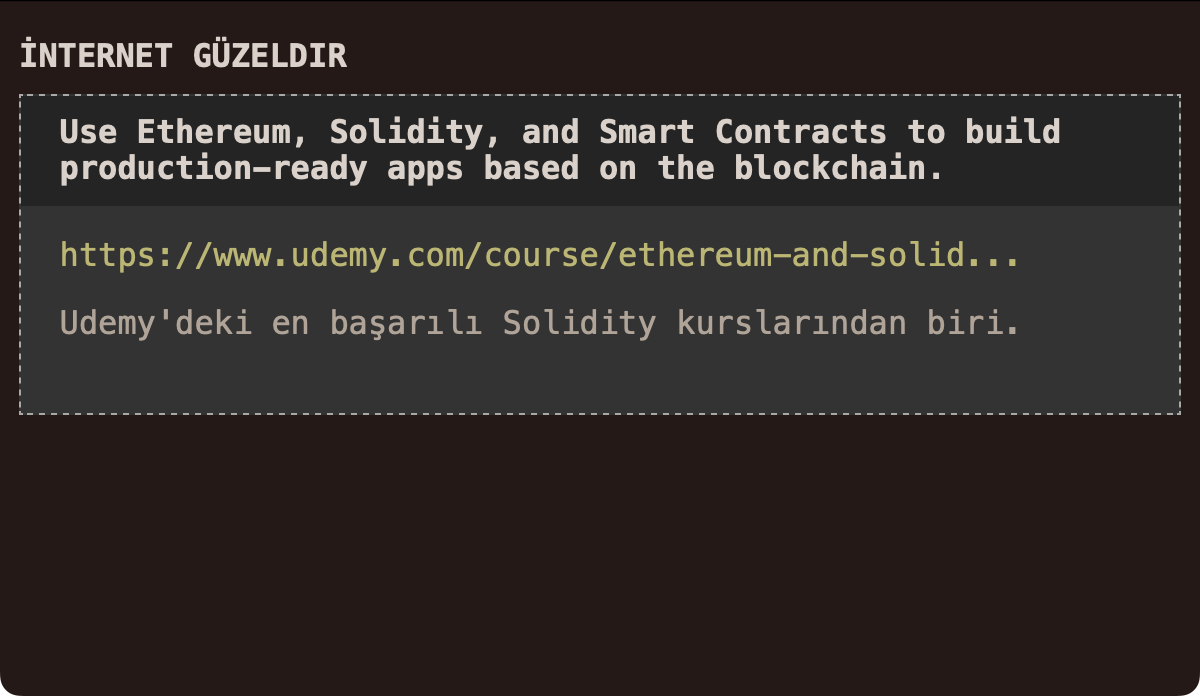 İNTERNET GÜZELDIR
Use Ethereum, Solidity, and Smart Contracts to build
production-ready apps based on the blockchain.
https://www.udemy.com/course/ethereum-and-solid...
Udemy'deki en başarılı Solidity kurslarından biri.